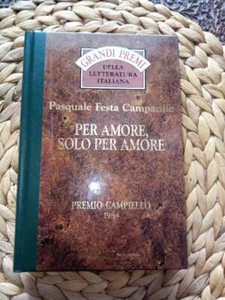 GRANDI PREMI
DELLA
LETTERATURA
ITALIANA
Pasquale Festa Campanile
PER AMORE,
SOLO PER AMORE
PREMIO CAMPIELLO
1984